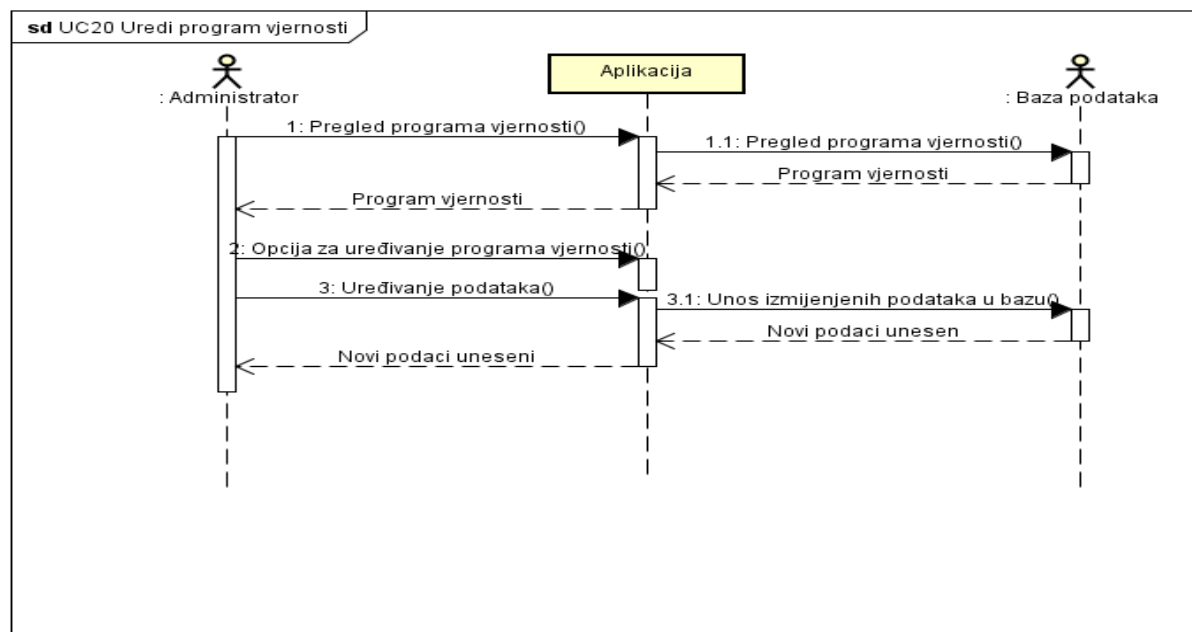 sd UC20 Uredi program vjernosti
: Administrator
Aplikacija
: Baza podataka
1: Pregled programa vjernosti()
1.1: Pregled programa vjernosti()
Program vjernosti
Program vjernosti
2: Opcija za uređivanje programa vjernosti()
3: Uređivanje podataka()
3.1: Unos izmijenjenih podataka u bazu()
Novi podaci unesen
Novi podaci uneseni